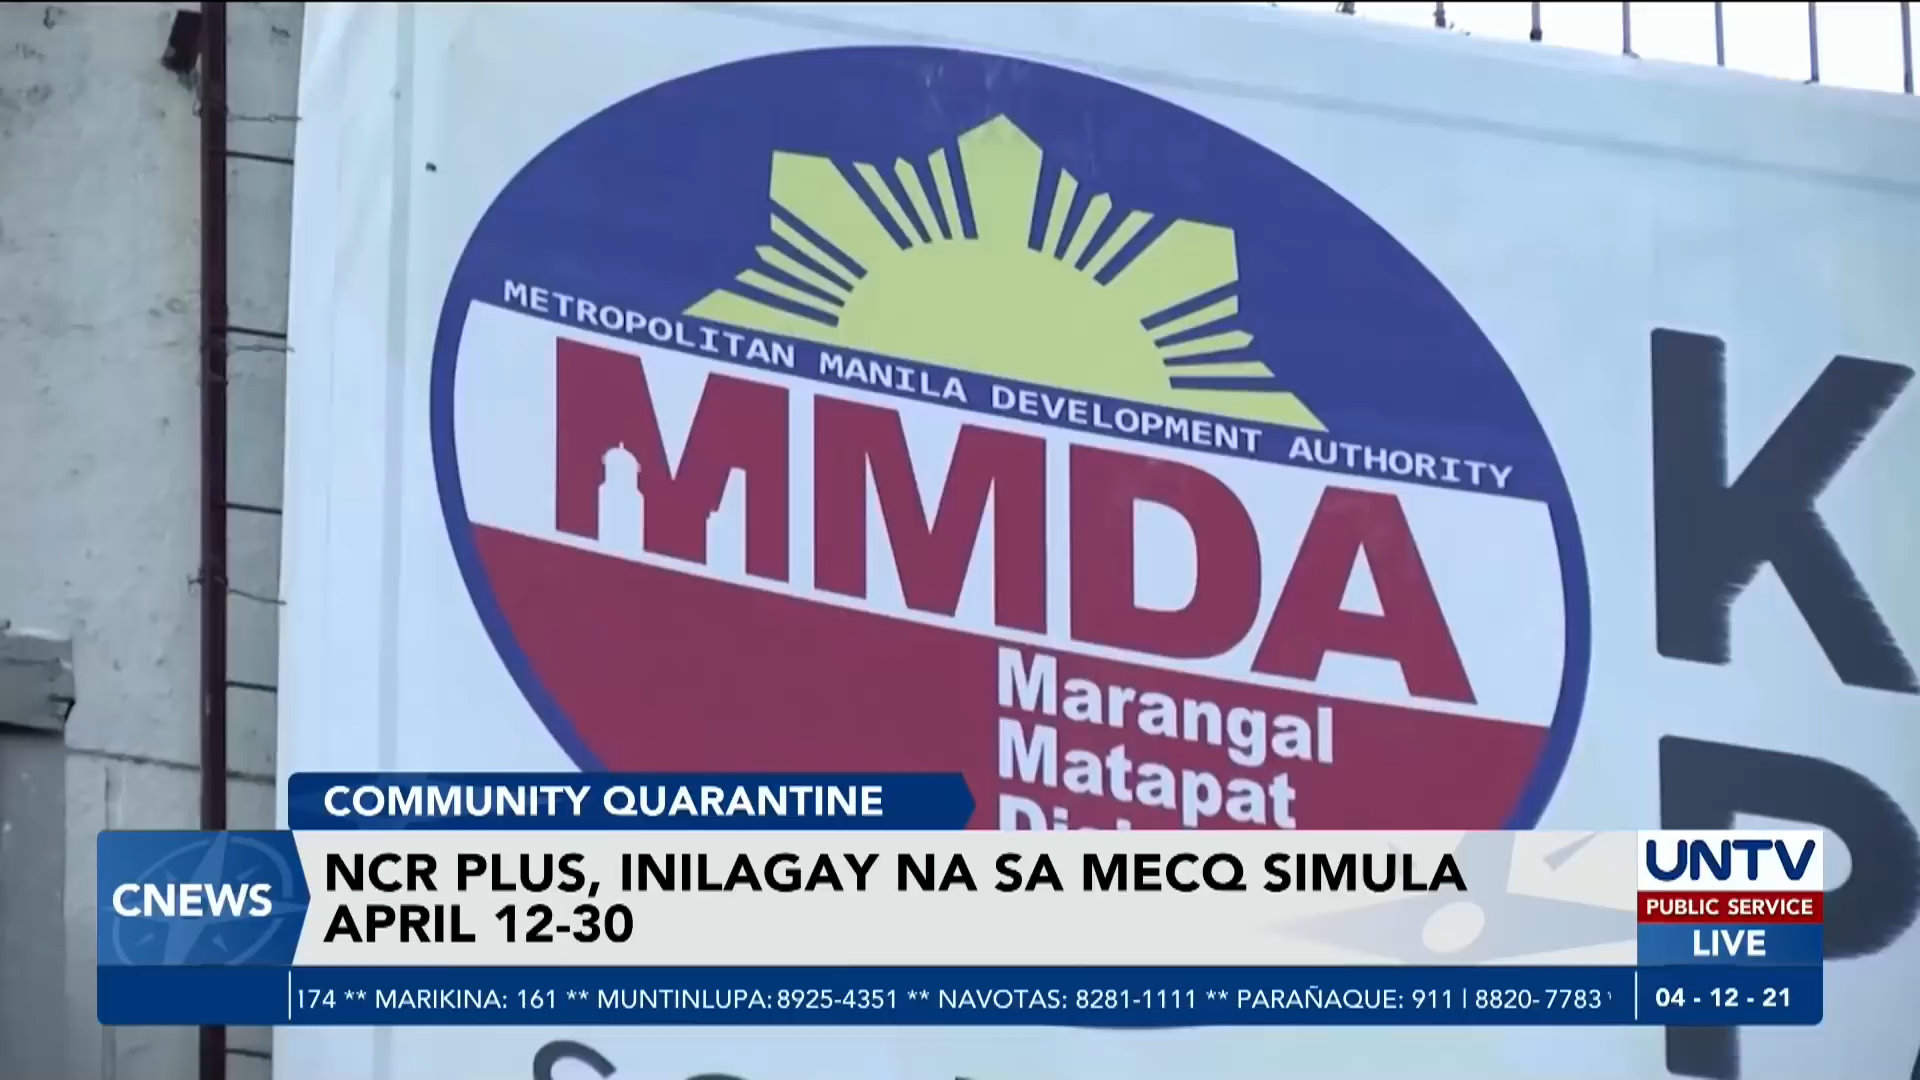 METROPOLITAN MANILA DEVELOPMENT AUTHORITY
MMDA
Marangal
Matapat
K
P
COMMUNITY QUARANTINE
CNEWS
NCR PLUS, INILAGAY NA SA MECQ SIMULA
APRIL 12-30
UNTV
PUBLIC SERVICE
LIVE
174 ** MARIKINA: 161 ** MUNTINLUPA: 8925-4351 ** NAVOTAS: 8281-1111 ** PARAÑAQUE: 911 | 8820-7783
04 - 12 - 21